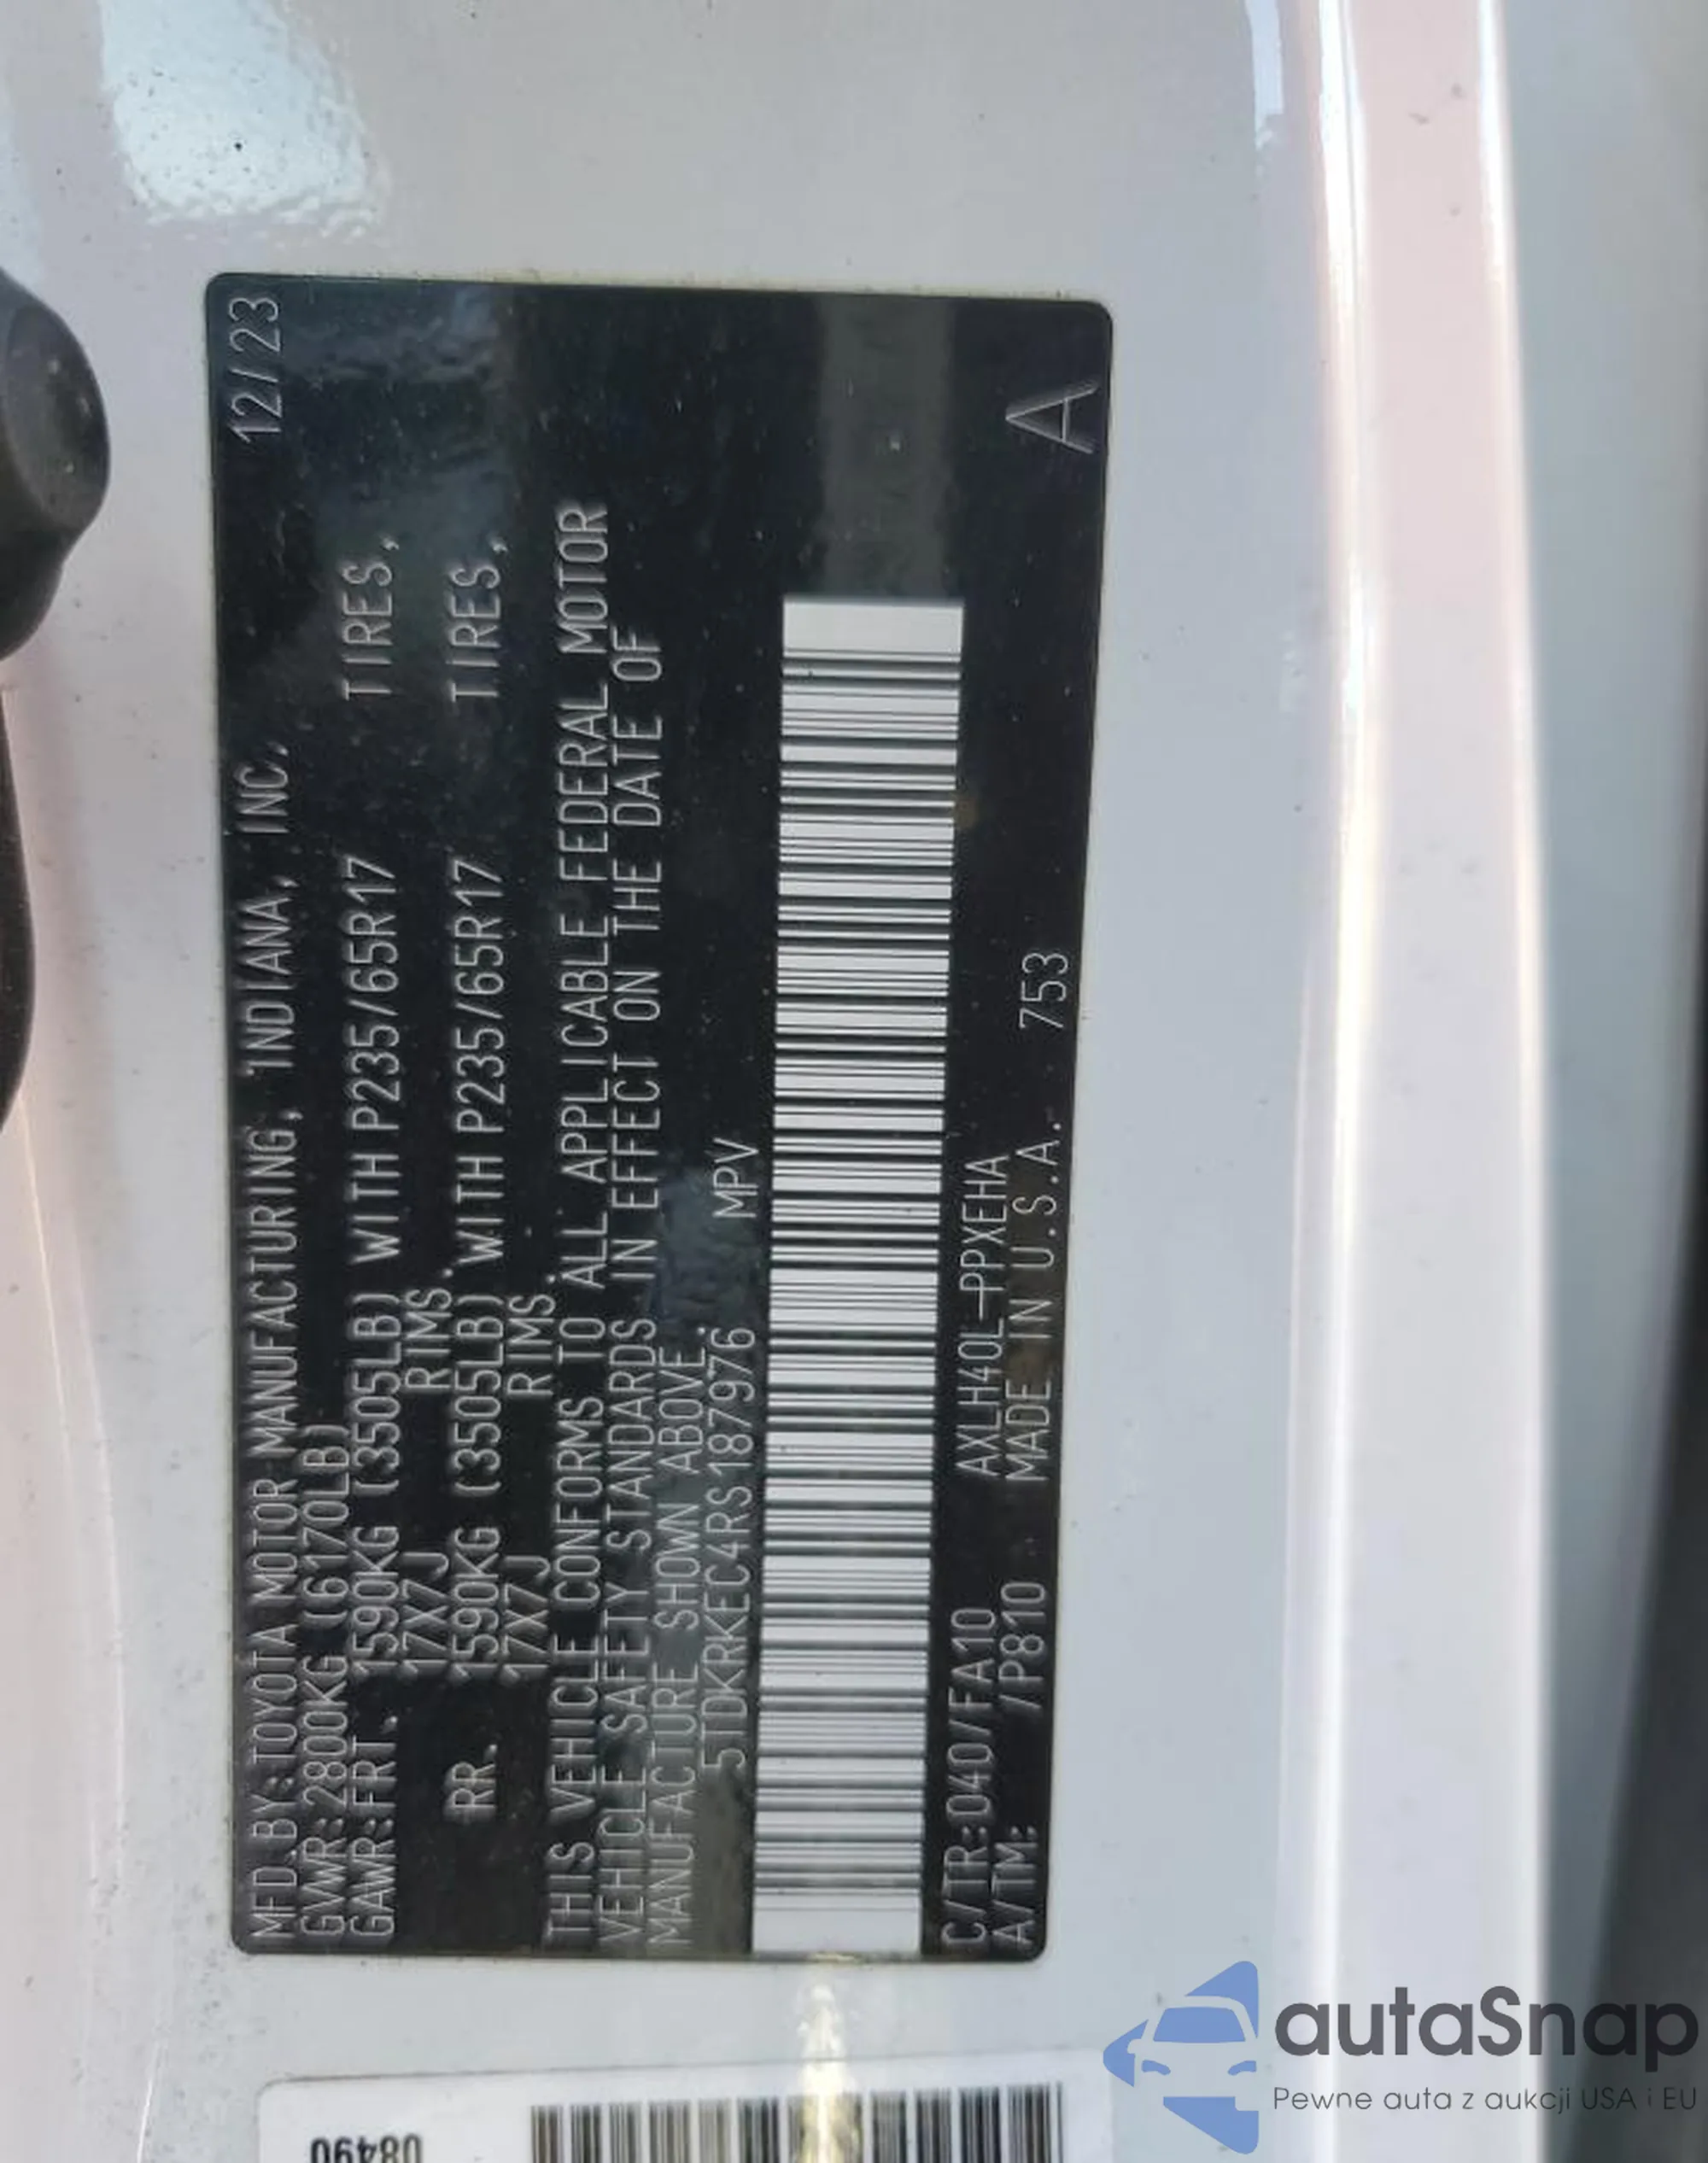 MFD.BY:TOYOTA MOTOR MANUFACTURING, INDIANA, INC. 12/23
GVWR:2800KG (6170LB)
GAWR:FRT. 1590KG (3505LB) WITH P235/65R17 TIRES,
17X7J RIMS.
RR. 1590KG (3505LB) WITH P235/65R17 TIRES,
17X7J RIMS.
THIS VEHICLE CONFORMS TO ALL APPLICABLE FEDERAL MOTOR
VEHICLE SAFETY STANDARDS IN EFFECT ON THE DATE OF
MANUFACTURE SHOWN ABOVE.
5TDKRKEC4RS187976 MPV
C/TR:040/FA10 AXLH40L-PPXEHA
A/TM: /P810 MADE IN U.S.A. 753 A
08490
autaSnap
Pewne auta z aukcji USA i EU